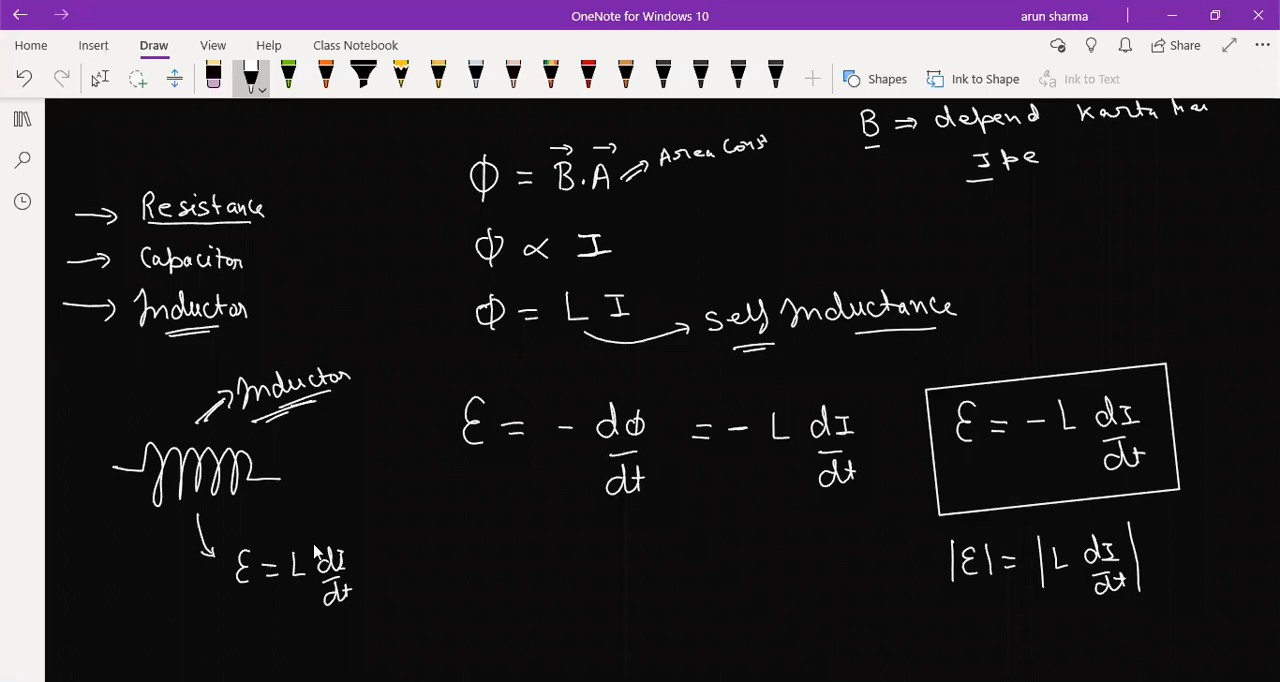 OneNote for Windows 10
arun sharma
Home Insert Draw View Help Class Notebook
Share
Shapes Ink to Shape Ink to Text
B ⇒ depend karta hai
I pe
Φ = B⃗.A⃗ ⇒ Area Const
→ Resistance
Φ ∝ I
→ Capacitor
→ Inductor
Φ = L I → self Inductance
Inductor
ℰ = - dΦ/dt = - L dI/dt
ℰ = - L dI/dt
ℰ = L dI/dt
|ℰ| = |L dI/dt|